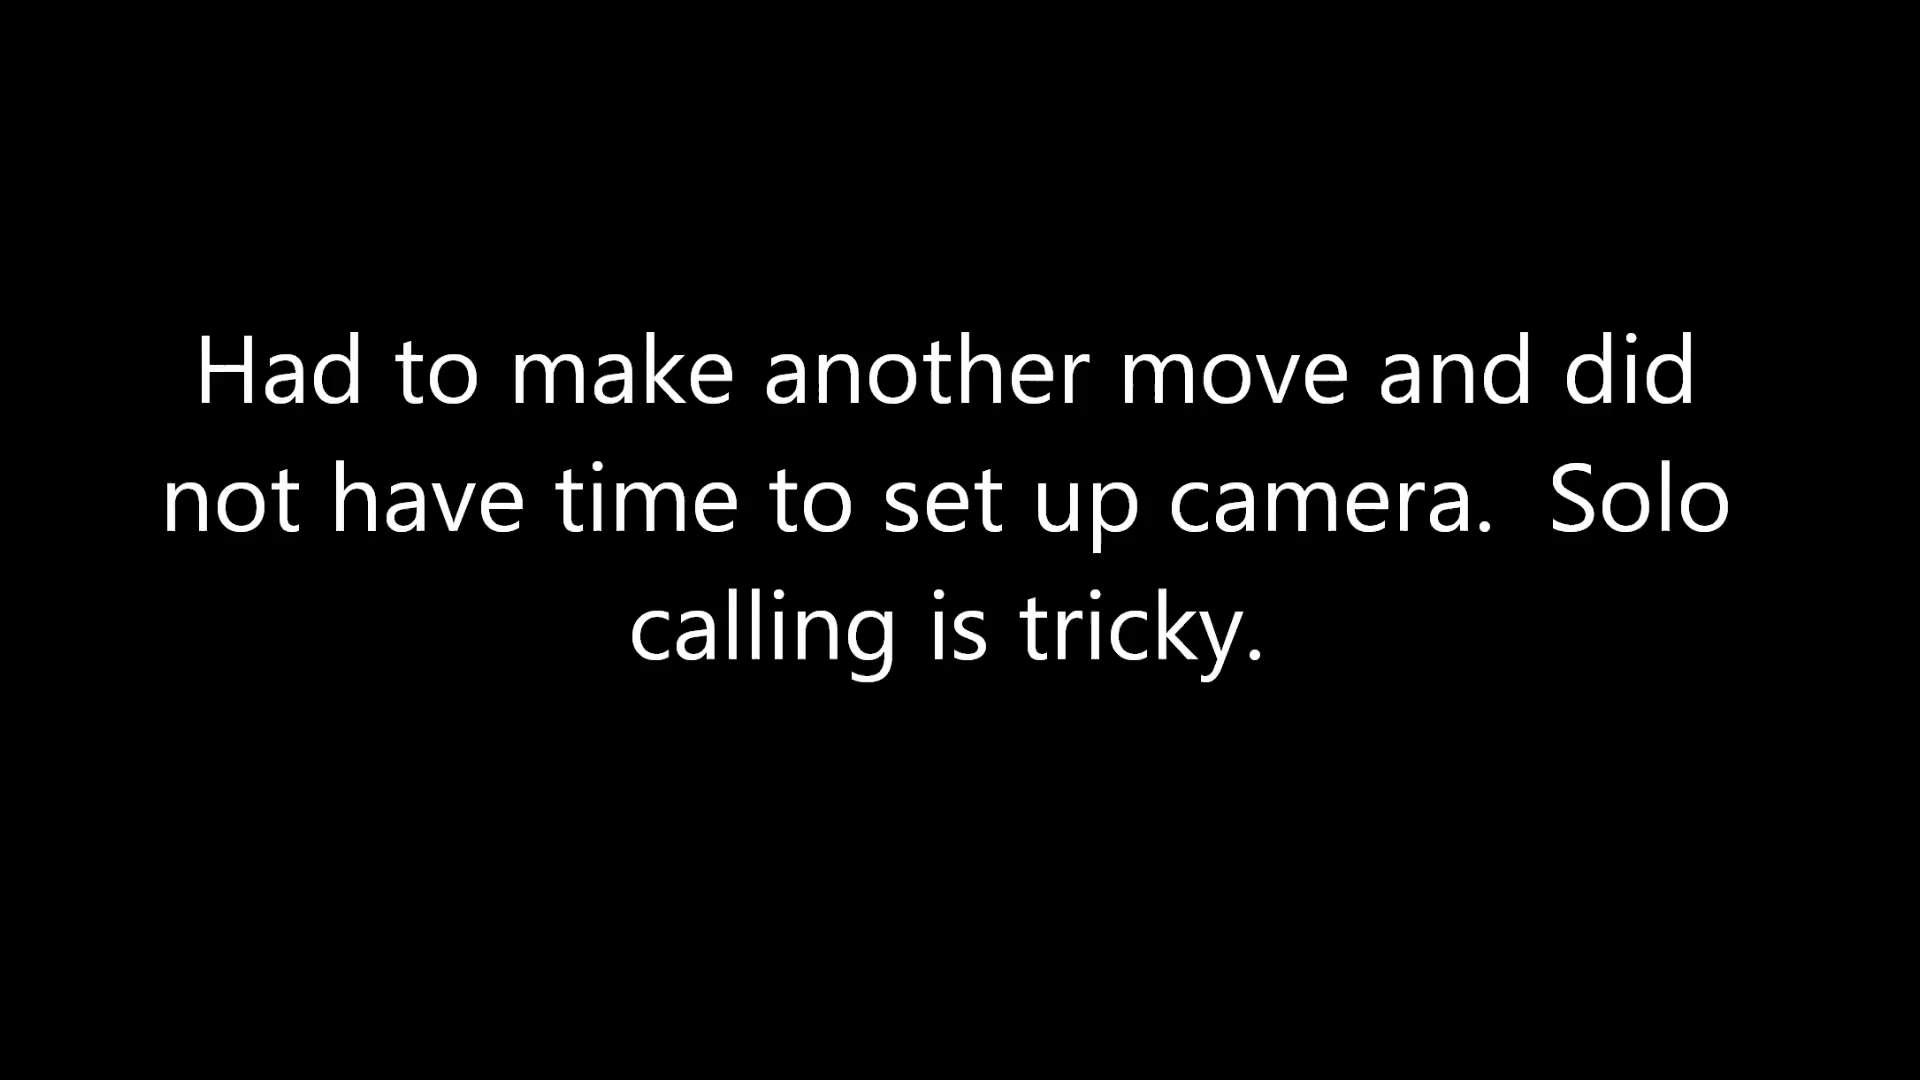 Had to make another move and did
not have time to set up camera.  Solo
calling is tricky.